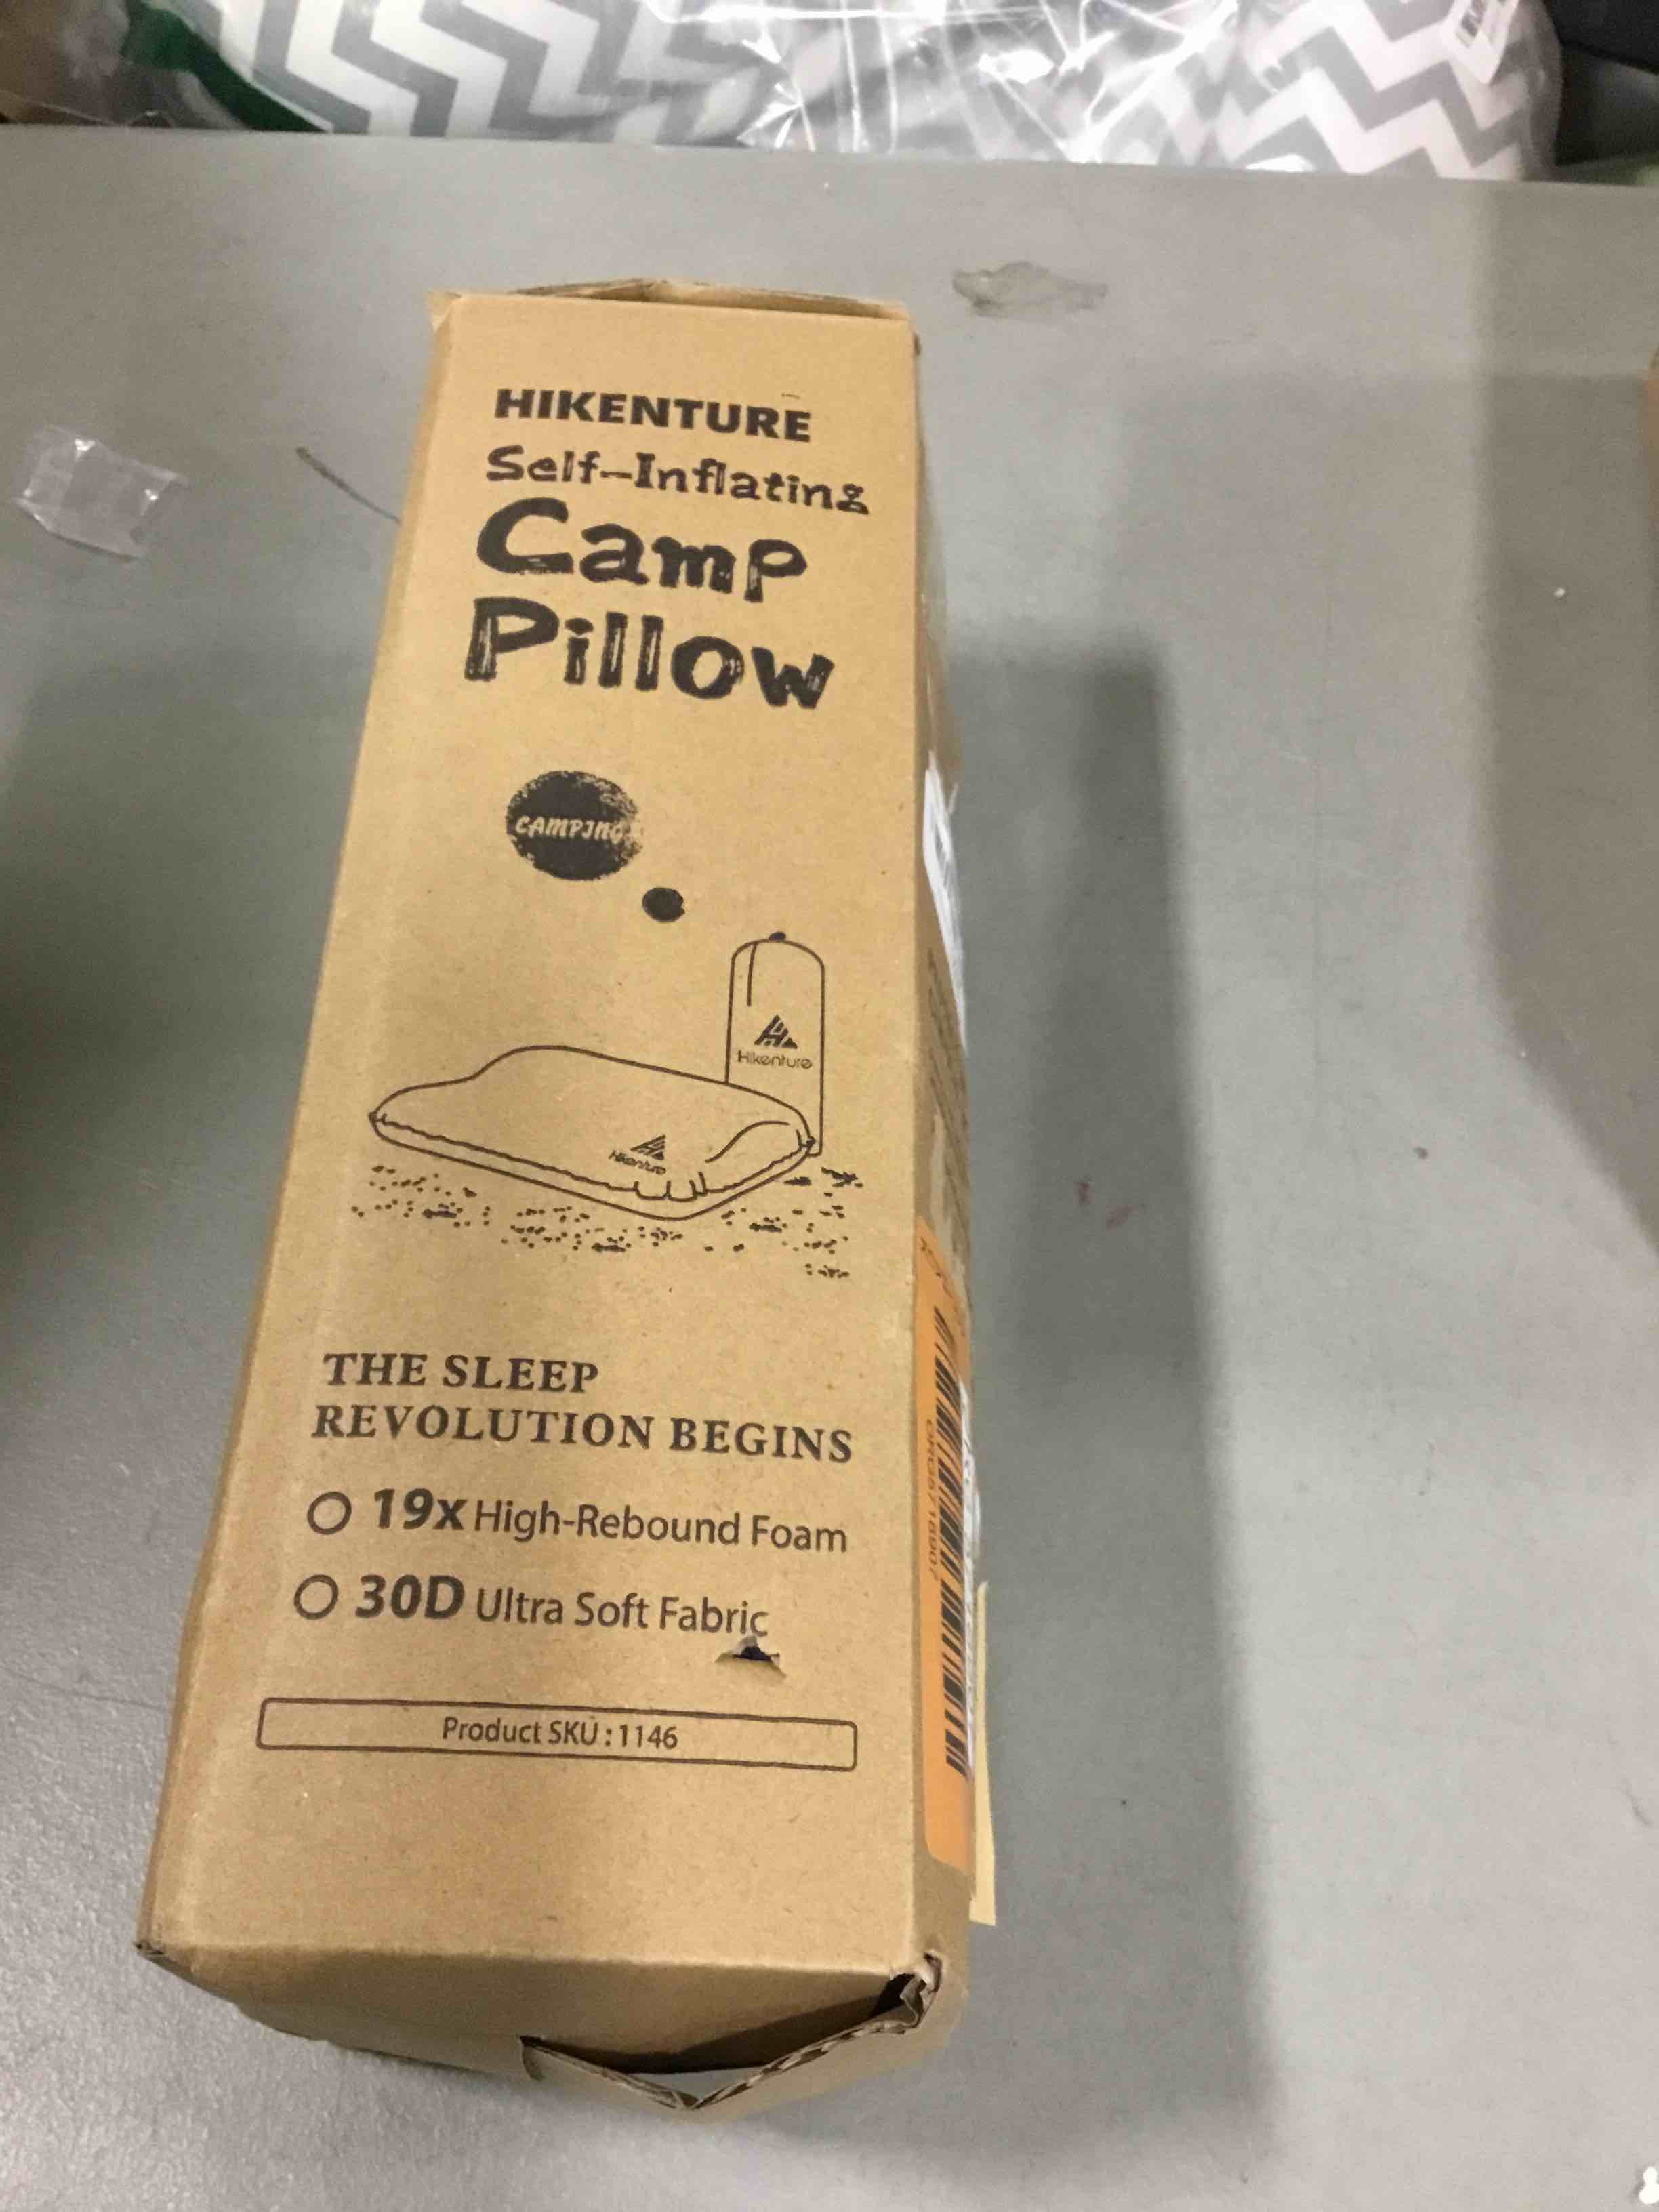 HIKENTURE
Self-Inflating
Camp
Pillow
CAMPING
Hikenture
Hikenture
THE SLEEP
REVOLUTION BEGINS
19x High-Rebound Foam
30D Ultra Soft Fabric
Product SKU : 1146